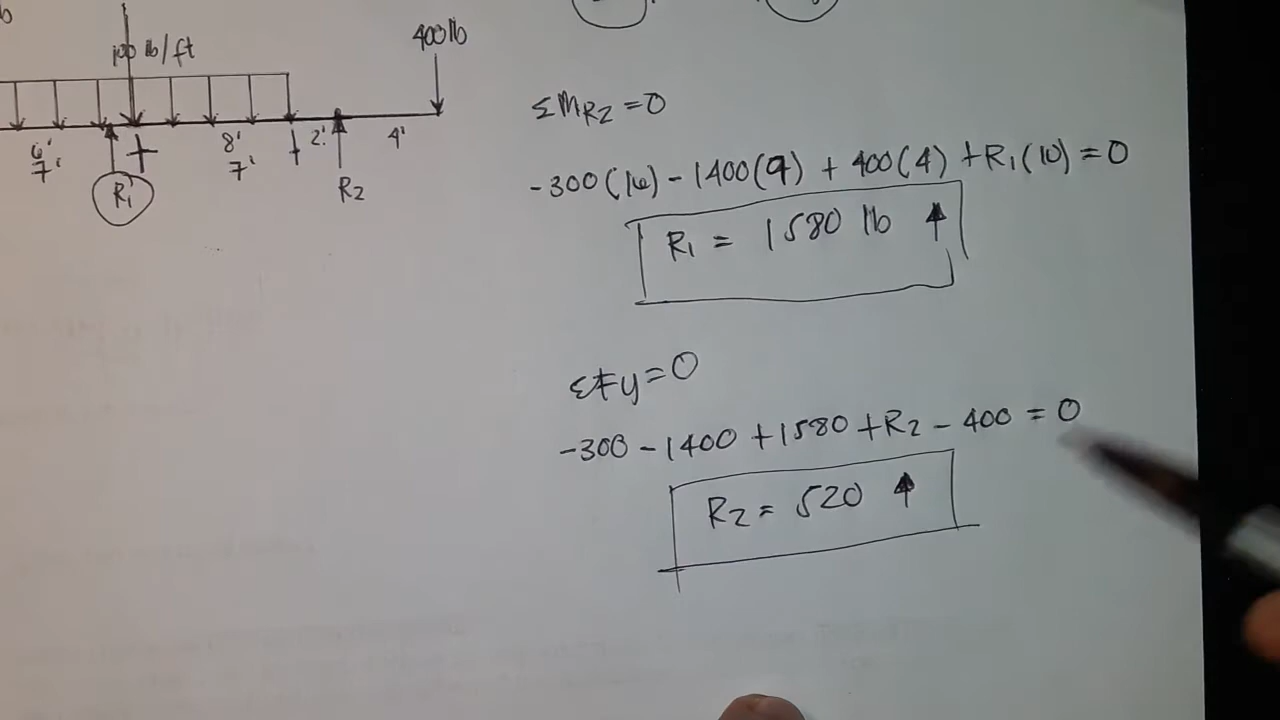 b
100 lb/ft
400 lb
6'
7'
8'
7'
2'
4'
R1
R2
ΣMR2 = 0
-300(16) - 1400(9) + 400(4) + R1(10) = 0
R1 = 1580 lb ↑
ΣFy = 0
-300 - 1400 + 1580 + R2 - 400 = 0
R2 = 520 ↑